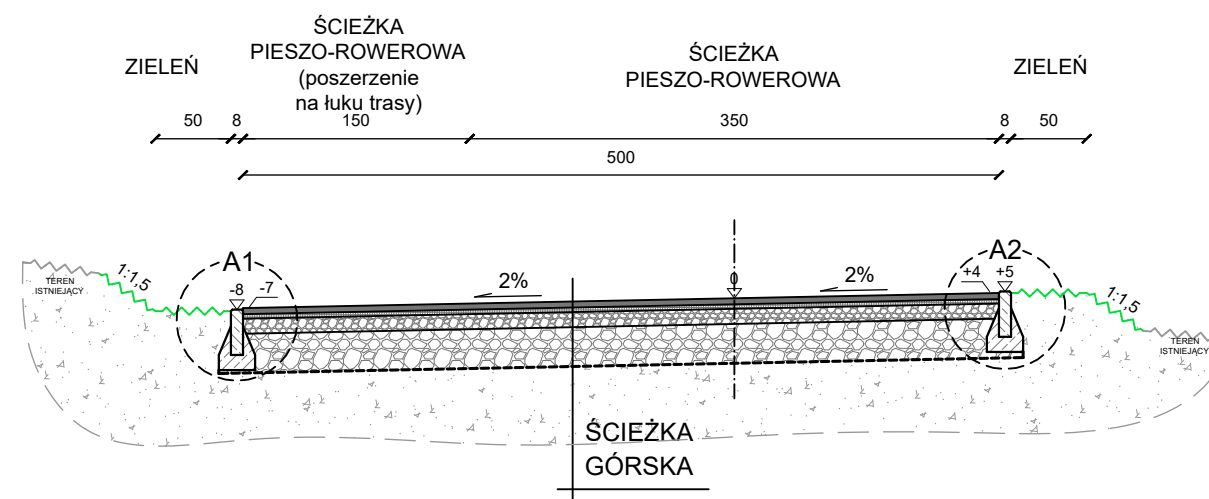 ZIELEŃ
ŚCIEŻKA
PIESZO-ROWEROWA
(poszerzenie
na łuku trasy)
ŚCIEŻKA
PIESZO-ROWEROWA
ZIELEŃ
50 8 150 350 8 50
500
A1
A2
TEREN
ISTNIEJĄCY
1:1,5
-8 -7
2%
0
2%
+4 +5
1:1,5
TEREN
ISTNIEJĄCY
ŚCIEŻKA
GÓRSKA